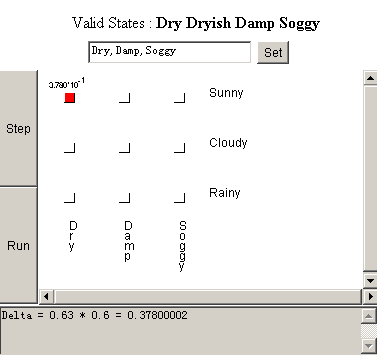 Valid States : Dry Dryish Damp Soggy
Dry,Damp,Soggy Set
3.780*10-1
Sunny
Step
Cloudy
Rainy
Dry Damp Soggy
Run
Delta = 0.63 * 0.6 = 0.37800002